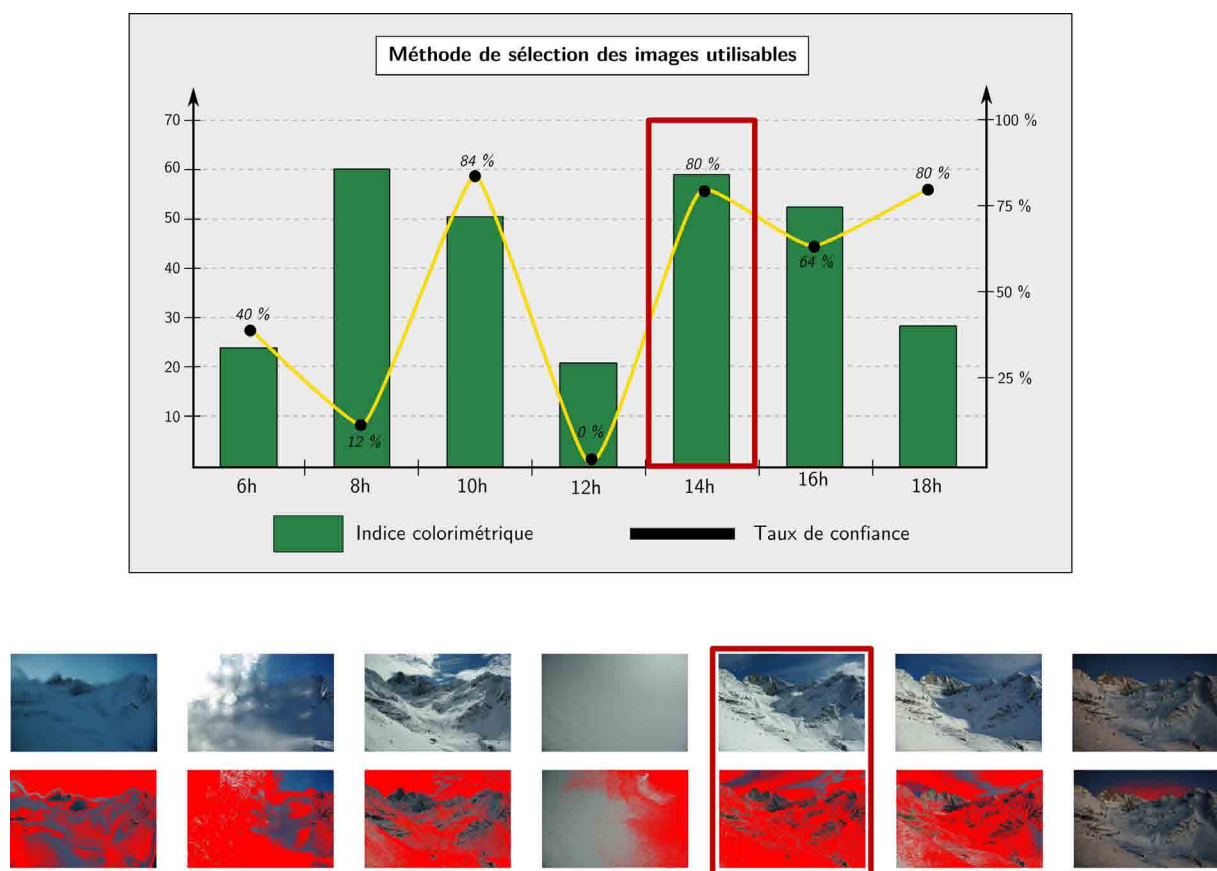 Méthode de sélection des images utilisables
70
60
50
40
30
20
10
100 %
75 %
50 %
25 %
40 %
12 %
84 %
0 %
80 %
64 %
80 %
6h
8h
10h
12h
14h
16h
18h
Indice colorimétrique
Taux de confiance